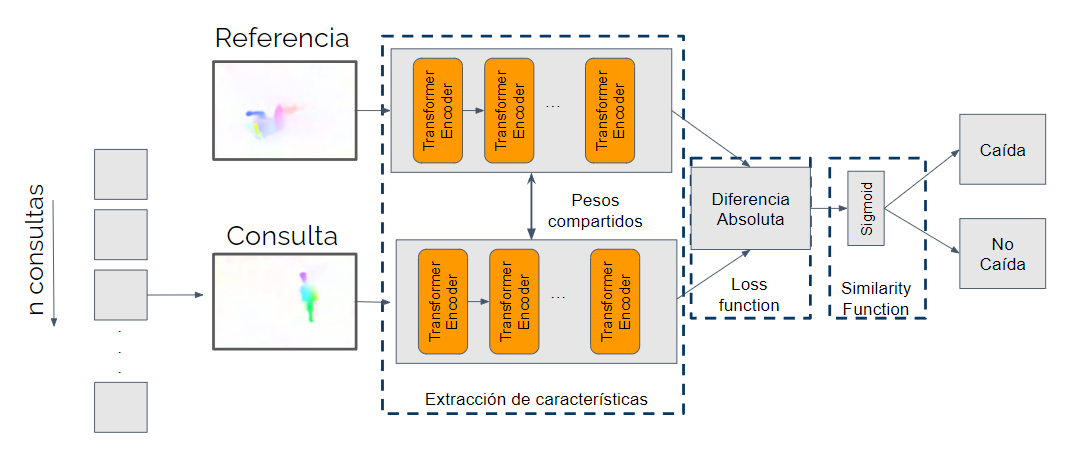 Referencia
Transformer
Encoder
Transformer
Encoder
...
Transformer
Encoder
n consultas
Consulta
Pesos
compartidos
Transformer
Encoder
Transformer
Encoder
...
Transformer
Encoder
Extracción de características
Diferencia
Absoluta
Loss
function
Sigmoid
Similarity
Function
Caída
No
Caída